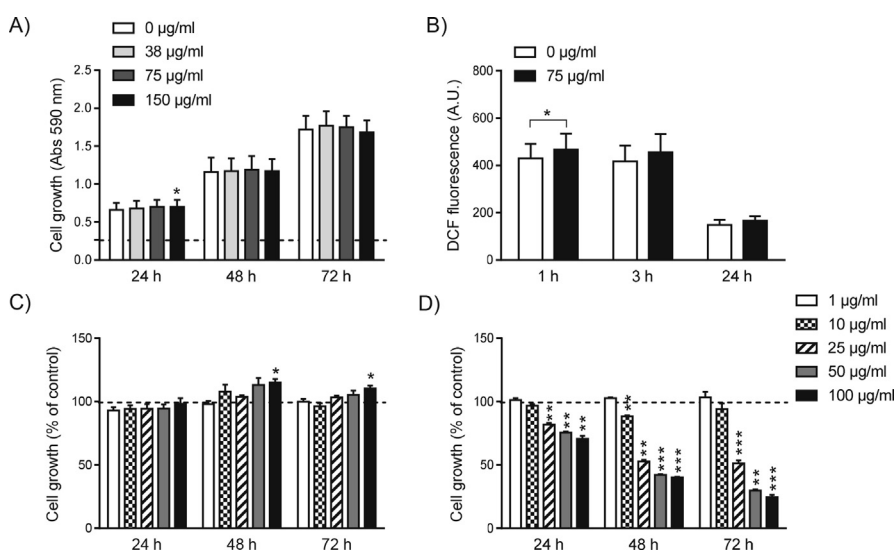 A)
0 µg/ml
38 µg/ml
75 µg/ml
150 µg/ml
Cell growth (Abs 590 nm)
2.5
2.0
1.5
1.0
0.5
0.0
*
24 h 48 h 72 h
B)
0 µg/ml
75 µg/ml
DCF fluorescence (A.U.)
800
600
400
200
0
*
1 h 3 h 24 h
C)
Cell growth (% of control)
150
100
50
0
* *
24 h 48 h 72 h
D)
1 µg/ml
10 µg/ml
25 µg/ml
50 µg/ml
100 µg/ml
Cell growth (% of control)
150
100
50
0
** ** ** ** ** *** *** *** ** ***
24 h 48 h 72 h